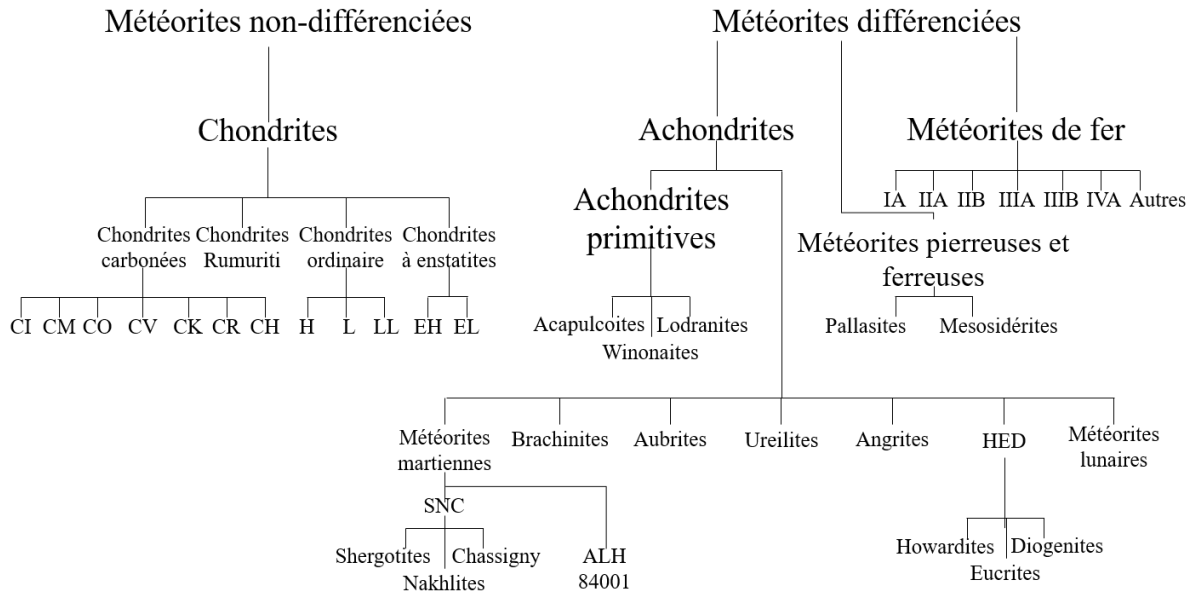 Météorites non-différenciées
Météorites différenciées
Chondrites
Achondrites
Météorites de fer
Achondrites
primitives
IA IIA IIB IIIA IIIB IVA Autres
Chondrites
carbonées
Chondrites
Rumuriti
Chondrites
ordinaire
Chondrites
à enstatites
Météorites pierreuses et
ferreuses
CI CM CO CV CK CR CH
H L LL
EH EL
Acapulcoites
Lodranites
Winonaites
Pallasites
Mesosidérites
Météorites
martiennes
Brachinites
Aubrites
Ureilites
Angrites
HED
Météorites
lunaires
SNC
Shergotites
Chassigny
Nakhlites
ALH
84001
Howardites
Diogenites
Eucrites